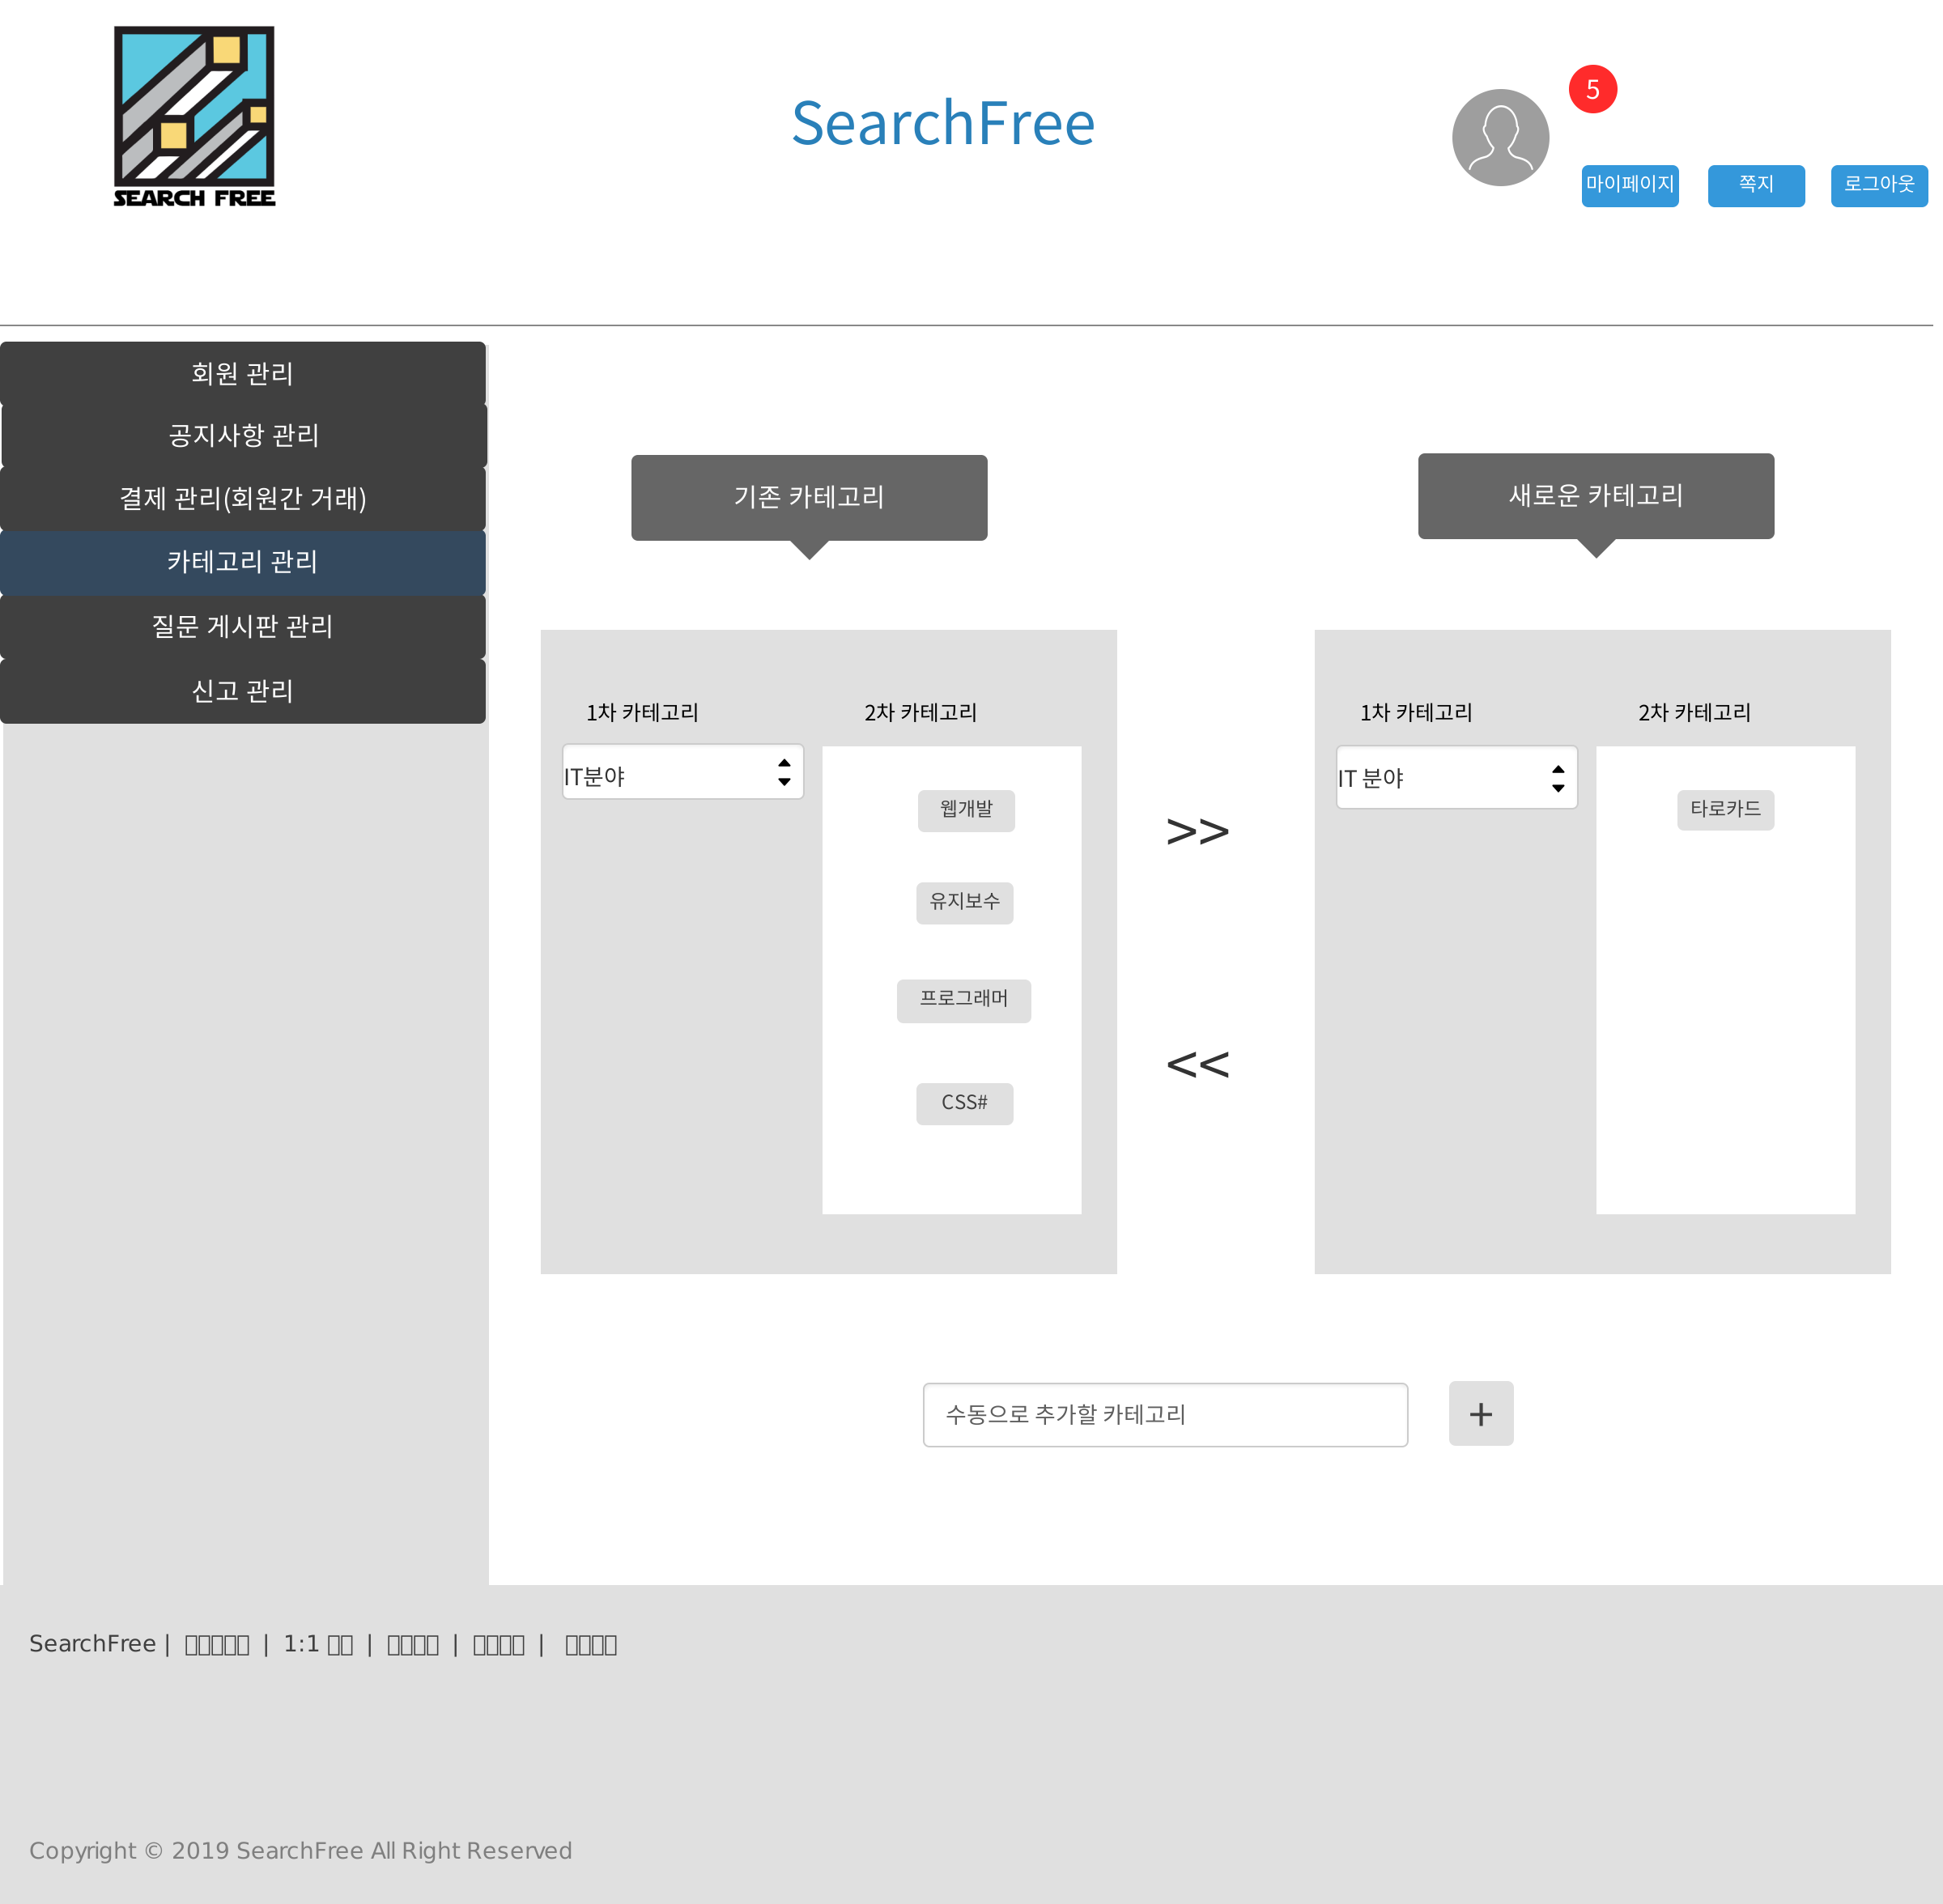 SEARCH FREE
SearchFree
5
마이페이지
쪽지
로그아웃
회원 관리
공지사항 관리
결제 관리(회원간 거래)
카테고리 관리
질문 게시판 관리
신고 관리
기존 카테고리
새로운 카테고리
1차 카테고리
2차 카테고리
IT분야
웹개발
유지보수
프로그래머
CSS#
>>
<<
1차 카테고리
2차 카테고리
IT 분야
타로카드
수동으로 추가할 카테고리
+
SearchFree | | 1:1 | | |
Copyright © 2019 SearchFree All Right Reserved